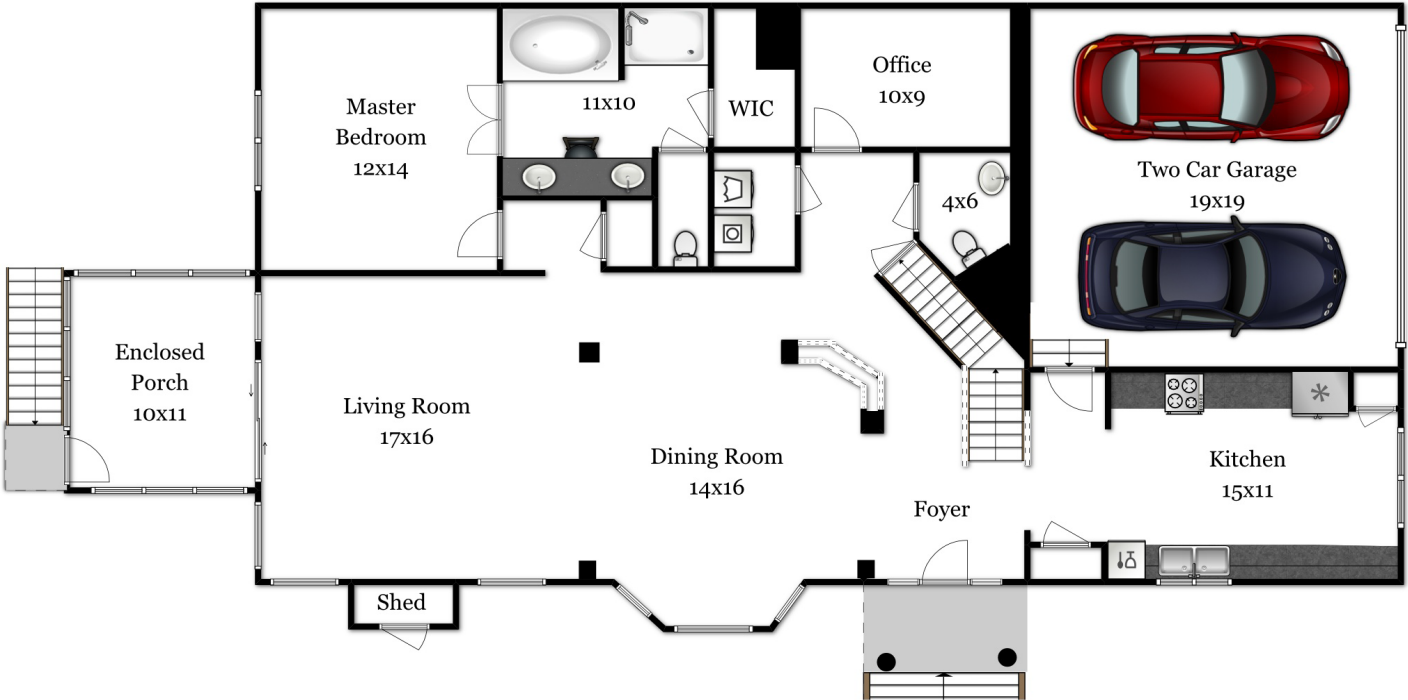 Master
Bedroom
12x14
11x10
WIC
Office
10x9
4x6
Two Car Garage
19x19
Enclosed
Porch
10x11
Living Room
17x16
Dining Room
14x16
Foyer
Kitchen
15x11
Shed